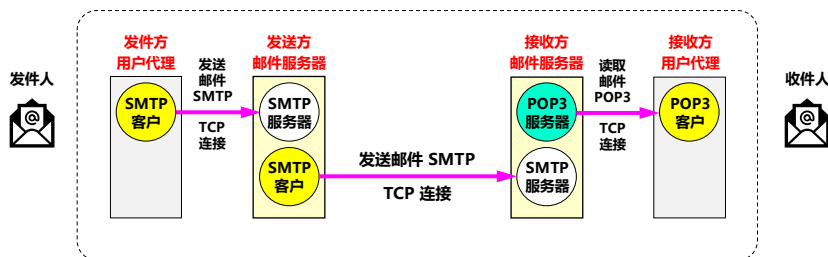 发件人
@
发件方
用户代理
SMTP
客户
发送
邮件
SMTP
TCP
连接
发送方
邮件服务器
SMTP
服务器
SMTP
客户
发送邮件 SMTP
TCP 连接
接收方
邮件服务器
POP3
服务器
SMTP
服务器
读取
邮件
POP3
TCP
连接
接收方
用户代理
POP3
客户
收件人
@